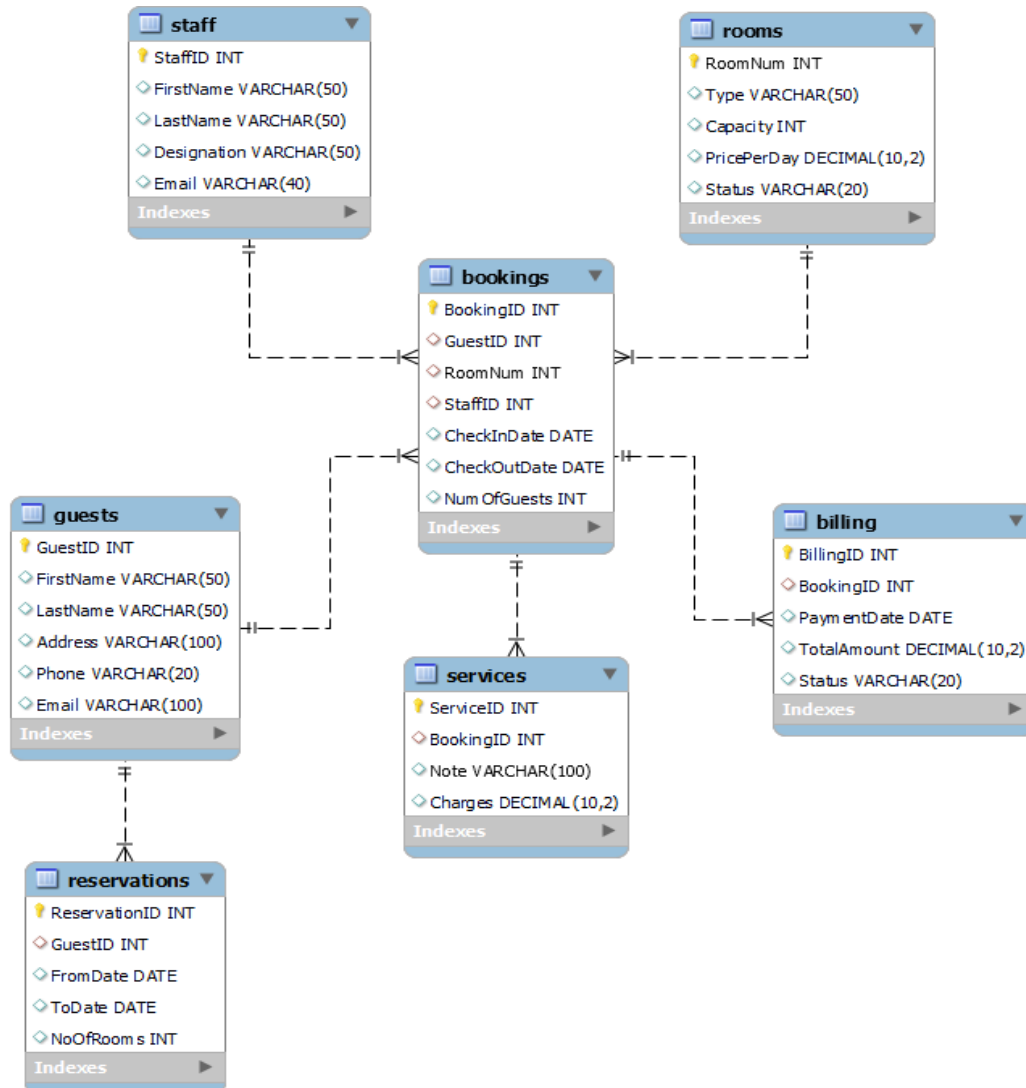 staff
StaffID INT
FirstName VARCHAR(50)
LastName VARCHAR(50)
Designation VARCHAR(50)
Email VARCHAR(40)
Indexes
rooms
RoomNum INT
Type VARCHAR(50)
Capacity INT
PricePerDay DECIMAL(10,2)
Status VARCHAR(20)
Indexes
bookings
BookingID INT
GuestID INT
RoomNum INT
StaffID INT
CheckInDate DATE
CheckOutDate DATE
NumOfGuests INT
Indexes
guests
GuestID INT
FirstName VARCHAR(50)
LastName VARCHAR(50)
Address VARCHAR(100)
Phone VARCHAR(20)
Email VARCHAR(100)
Indexes
billing
BillingID INT
BookingID INT
PaymentDate DATE
TotalAmount DECIMAL(10,2)
Status VARCHAR(20)
Indexes
services
ServiceID INT
BookingID INT
Note VARCHAR(100)
Charges DECIMAL(10,2)
Indexes
reservations
ReservationID INT
GuestID INT
FromDate DATE
ToDate DATE
NoOfRooms INT
Indexes